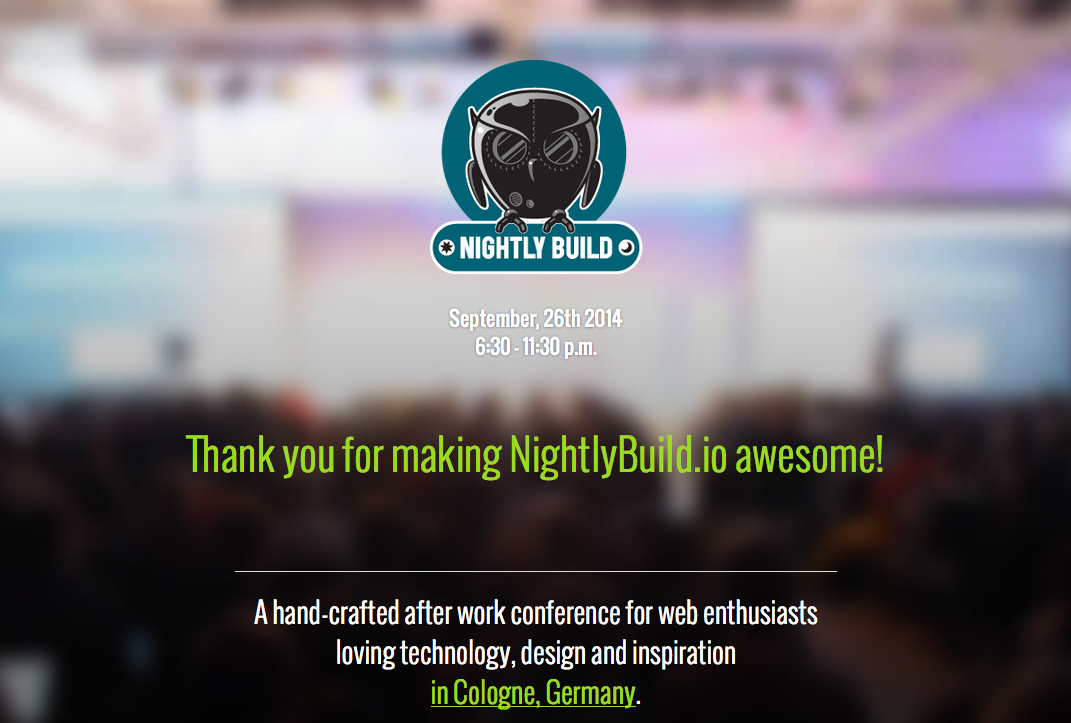 NIGHTLY BUILD
September, 26th 2014
6:30 - 11:30 p.m.
Thank you for making NightlyBuild.io awesome!
A hand-crafted after work conference for web enthusiasts
loving technology, design and inspiration
in Cologne, Germany.